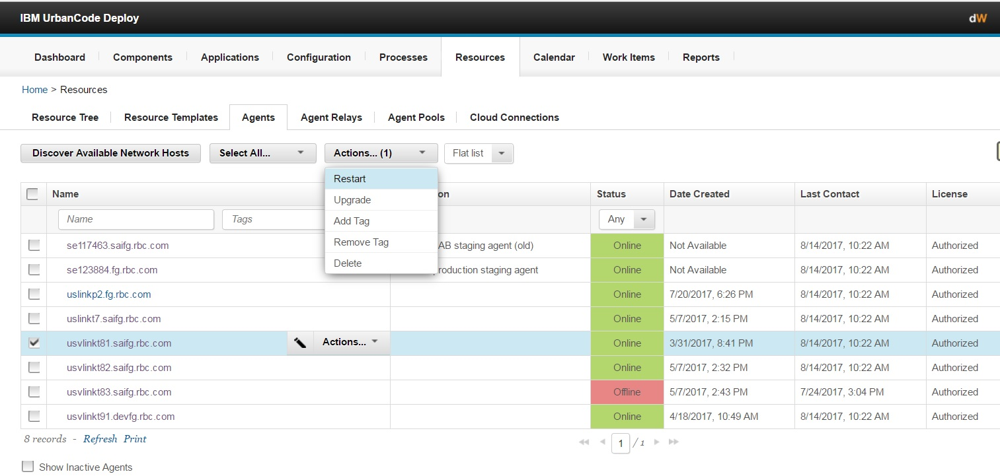 IBM UrbanCode Deploy dW
Dashboard Components Applications Configuration Processes Resources Calendar Work Items Reports
Home > Resources
Resource Tree Resource Templates Agents Agent Relays Agent Pools Cloud Connections
Discover Available Network Hosts Select All... Actions... (1) Flat list
Restart
Upgrade
Add Tag
Remove Tag
Delete
Name on Status Date Created Last Contact License
Name Tags Any
se117463.saifg.rbc.com AB staging agent (old) Online Not Available 8/14/2017, 10:22 AM Authorized
se123884.fg.rbc.com roduction staging agent Online Not Available 8/14/2017, 10:22 AM Authorized
uslinkp2.fg.rbc.com Online 7/20/2017, 6:26 PM 8/14/2017, 10:22 AM Authorized
uslinkt7.saifg.rbc.com Online 5/7/2017, 2:15 PM 8/14/2017, 10:22 AM Authorized
usvlinkt81.saifg.rbc.com Actions... Online 3/31/2017, 8:41 PM 8/14/2017, 10:22 AM Authorized
usvlinkt82.saifg.rbc.com Online 5/7/2017, 2:32 PM 8/14/2017, 10:22 AM Authorized
usvlinkt83.saifg.rbc.com Offline 5/7/2017, 2:43 PM 7/24/2017, 3:04 PM Authorized
usvlinkt91.devfg.rbc.com Online 4/18/2017, 10:49 AM 8/14/2017, 10:22 AM Authorized
8 records - Refresh Print 1 / 1
Show Inactive Agents